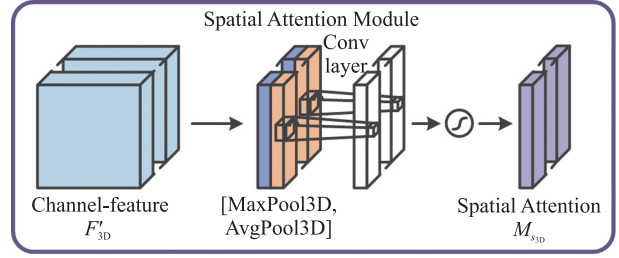 Spatial Attention Module
Conv
layer
Channel-feature
F′3D
[MaxPool3D,
AvgPool3D]
Spatial Attention
Ms3D